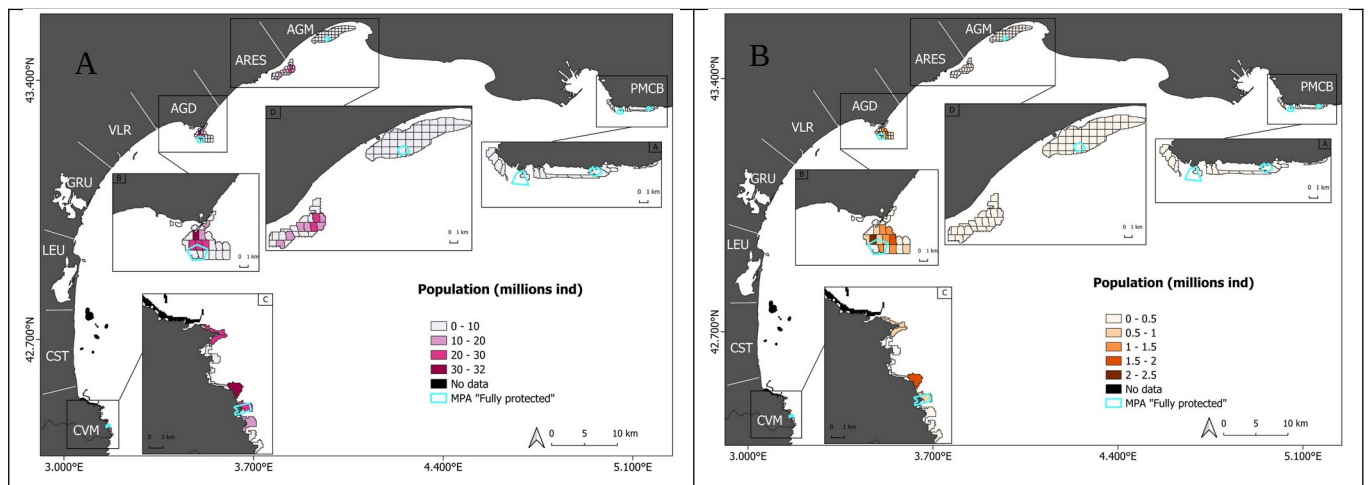 A
AGM
ARES
PMCB
AGD
VLR
GRU
LEU
CST
CVM
43.400°N
42.700°N
D
0 1 km
A
0 1 km
B
0 1 km
C
0 1 km
Population (millions ind)
0 - 10
10 - 20
20 - 30
30 - 32
No data
MPA "Fully protected"
0 5 10 km
3.000°E 3.700°E 4.400°E 5.100°E
B
AGM
ARES
PMCB
AGD
VLR
GRU
LEU
CST
CVM
43.400°N
42.700°N
D
0 1 km
A
0 1 km
B
0 1 km
C
0 1 km
Population (millions ind)
0 - 0.5
0.5 - 1
1 - 1.5
1.5 - 2
2 - 2.5
No data
MPA "Fully protected"
0 5 10 km
3.000°E 3.700°E 4.400°E 5.100°E